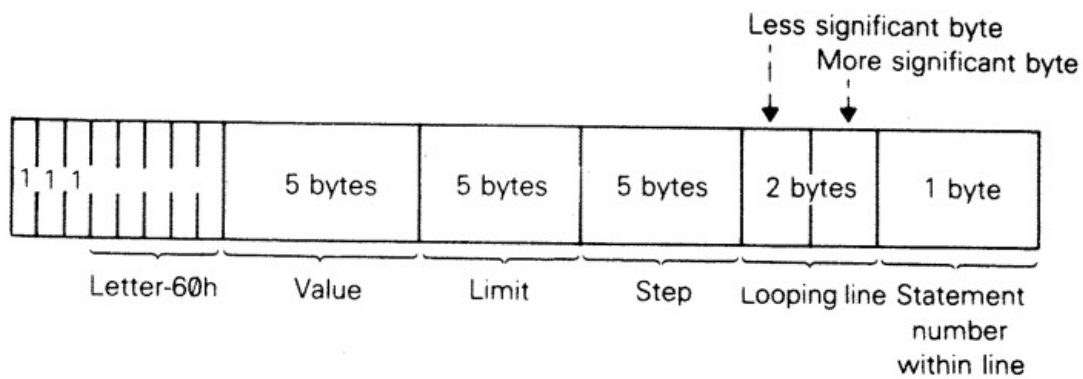 Less significant byte
More significant byte
1 1 1
5 bytes
5 bytes
5 bytes
2 bytes
1 byte
Letter-60h
Value
Limit
Step
Looping line
Statement
number
within line